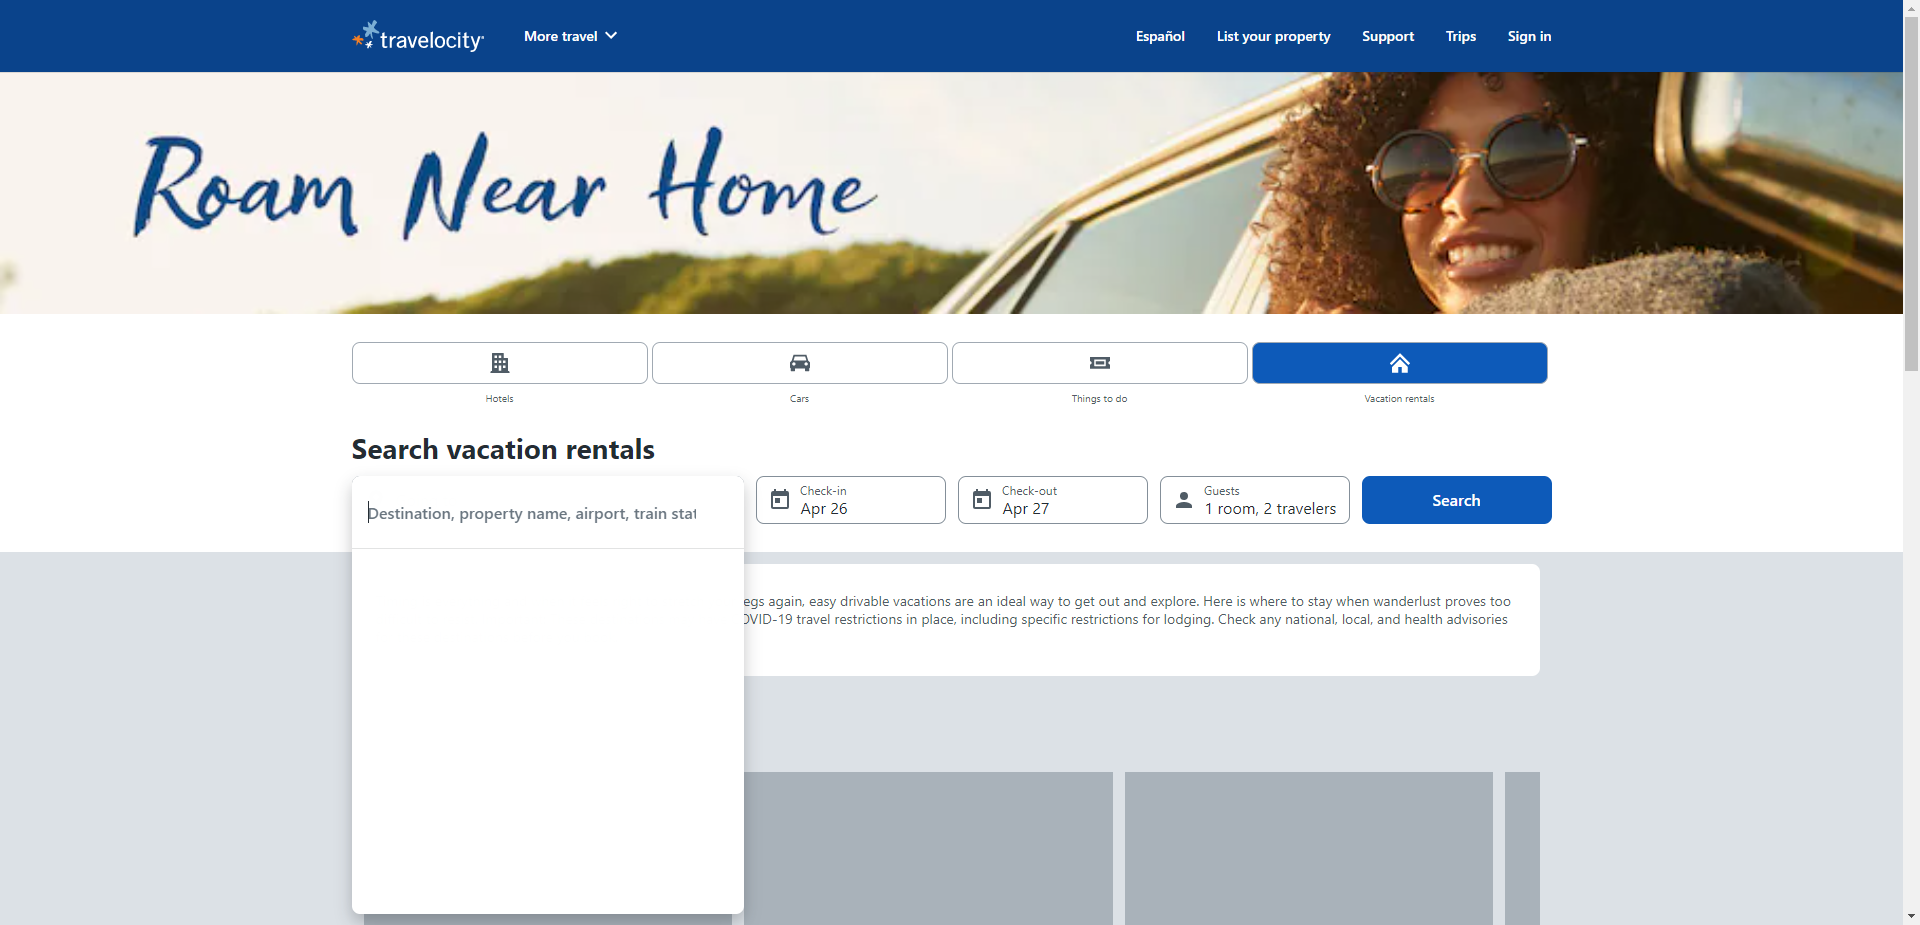 travelocity
More travel
Español
List your property
Support
Trips
Sign in
Roam Near Home
Hotels
Cars
Things to do
Vacation rentals
Search vacation rentals
Destination, property name, airport, train
Check-in
Apr 26
Check-out
Apr 27
Guests
1 room, 2 travelers
Search
again, easy drivable vacations are an ideal way to get out and explore. Here is where to stay when wanderlust proves too
travel restrictions in place, including specific restrictions for lodging. Check any national, local, and health advisories